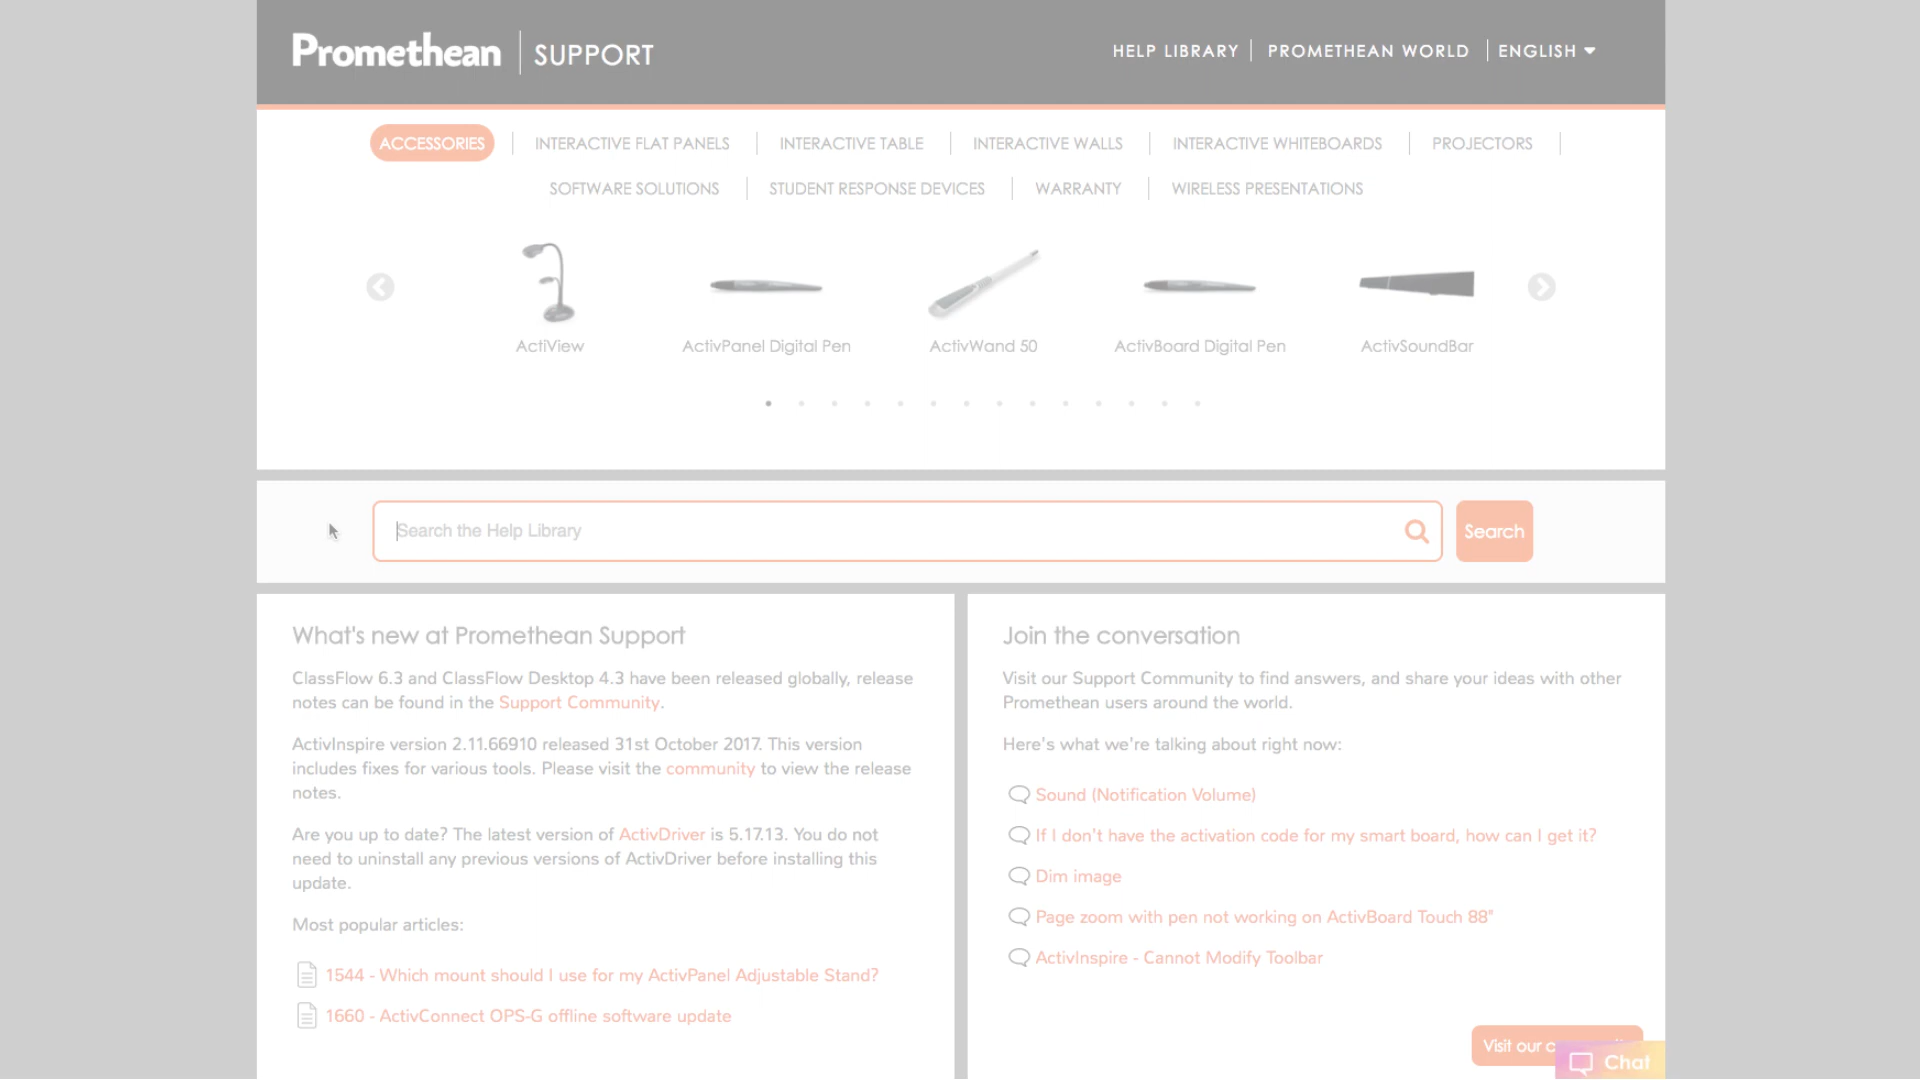 Promethean SUPPORT
HELP LIBRARY PROMETHEAN WORLD ENGLISH
ACCESSORIES INTERACTIVE FLAT PANELS INTERACTIVE TABLE INTERACTIVE WALLS INTERACTIVE WHITEBOARDS PROJECTORS
SOFTWARE SOLUTIONS STUDENT RESPONSE DEVICES WARRANTY WIRELESS PRESENTATIONS
ActiView ActivPanel Digital Pen ActivWand 50 ActivBoard Digital Pen ActivSoundBar
Search the Help Library Search
What's new at Promethean Support
ClassFlow 6.3 and ClassFlow Desktop 4.3 have been released globally, release
notes can be found in the Support Community.
ActivInspire version 2.11.66910 released 31st October 2017. This version
includes fixes for various tools. Please visit the community to view the release
notes.
Are you up to date? The latest version of ActivDriver is 5.17.13. You do not
need to uninstall any previous versions of ActivDriver before installing this
update.
Most popular articles:
1544 - Which mount should I use for my ActivPanel Adjustable Stand?
1660 - ActivConnect OPS-G offline software update
Join the conversation
Visit our Support Community to find answers, and share your ideas with other
Promethean users around the world.
Here's what we're talking about right now:
Sound (Notification Volume)
If I don't have the activation code for my smart board, how can I get it?
Dim image
Page zoom with pen not working on ActivBoard Touch 88"
ActivInspire - Cannot Modify Toolbar
Visit our
Chat